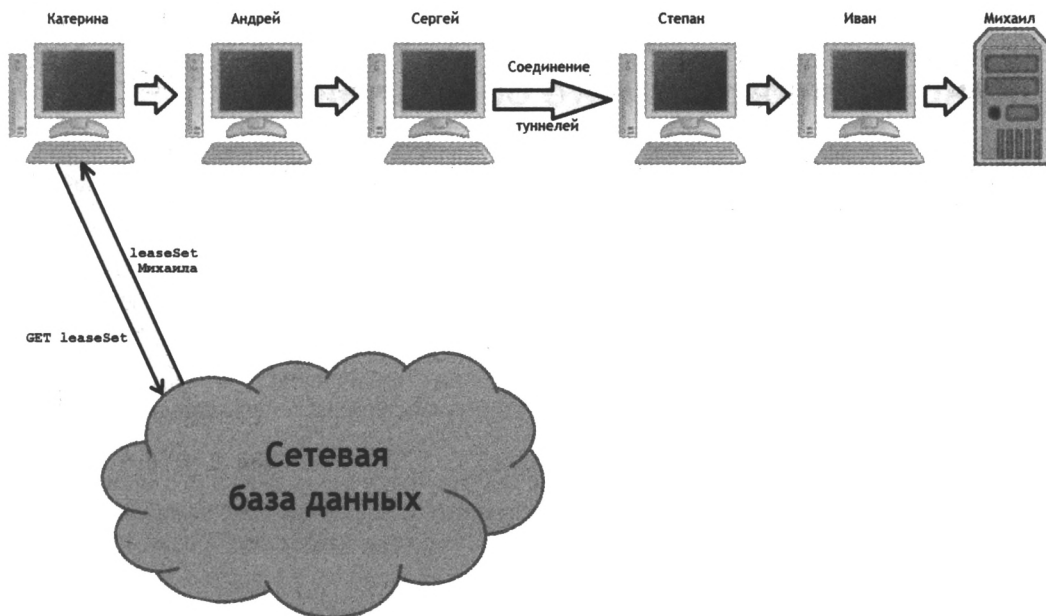 Катерина
Андрей
Сергей
Степан
Иван
Михаил
Соединение
туннелей
leaseSet
Михаила
GET leaseSet
Сетевая
база данных